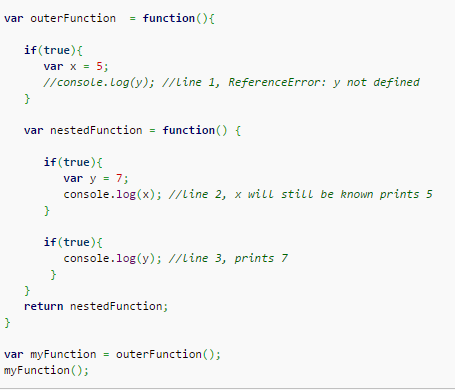 var outerFunction  = function(){
if(true){
var x = 5;
//console.log(y); //line 1, ReferenceError: y not defined
}
var nestedFunction = function() {
if(true){
var y = 7;
console.log(x); //line 2, x will still be known prints 5
}
if(true){
console.log(y); //line 3, prints 7
}
}
return nestedFunction;
}
var myFunction = outerFunction();
myFunction();